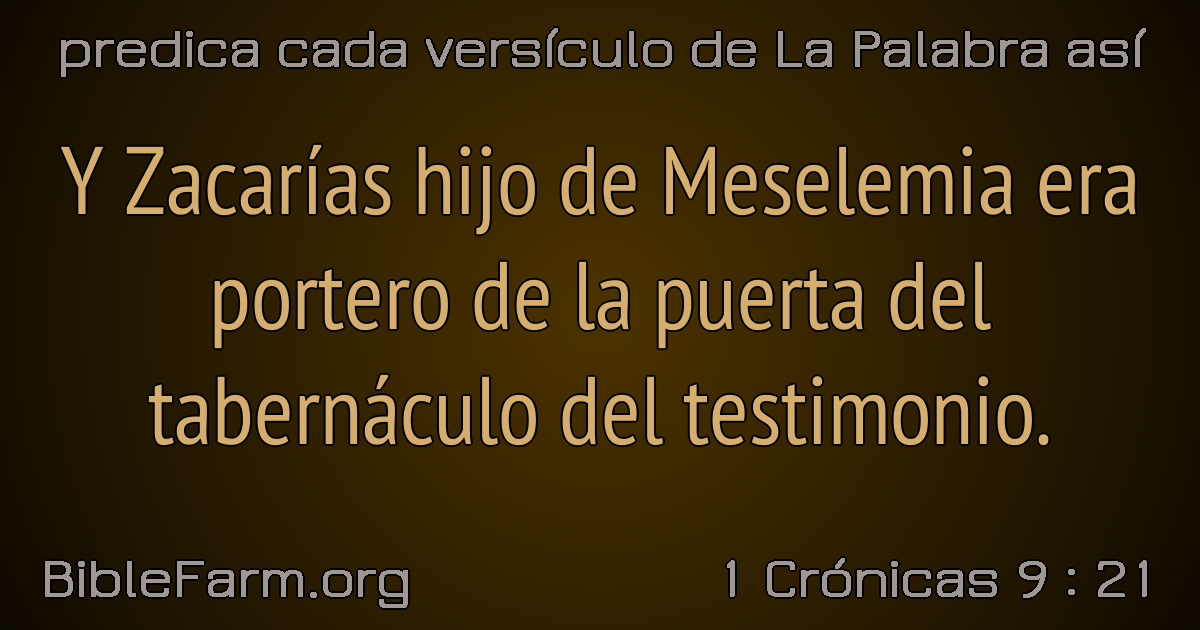 predica cada versículo de La Palabra así
Y Zacarías hijo de Meselemia era
portero de la puerta del
tabernáculo del testimonio.
BibleFarm.org
1 Crónicas 9 : 21